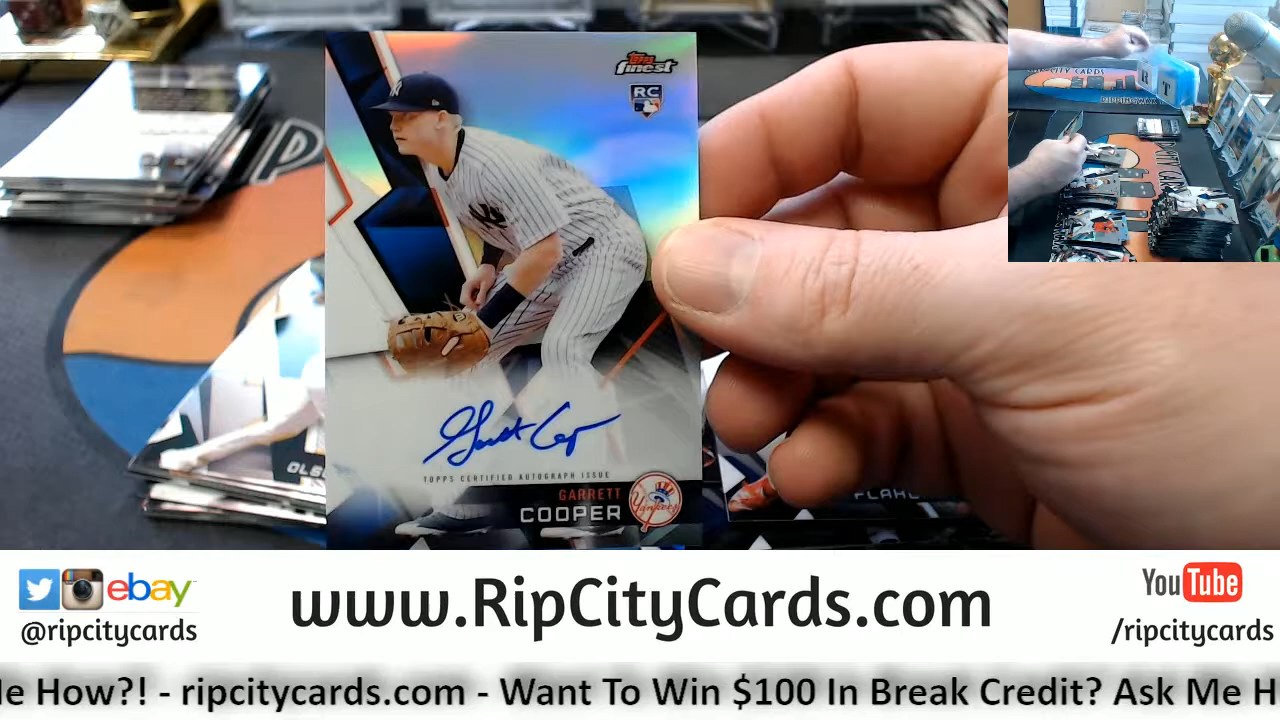 Topps
finest
RC
TOPPS CERTIFIED AUTOGRAPH ISSUE
GARRETT
COOPER
Yankees
ebay
@ripcitycards
www.RipCityCards.com
YouTube
/ripcitycards
Me How?! - ripcitycards.com - Want To Win $100 In Break Credit? Ask Me H